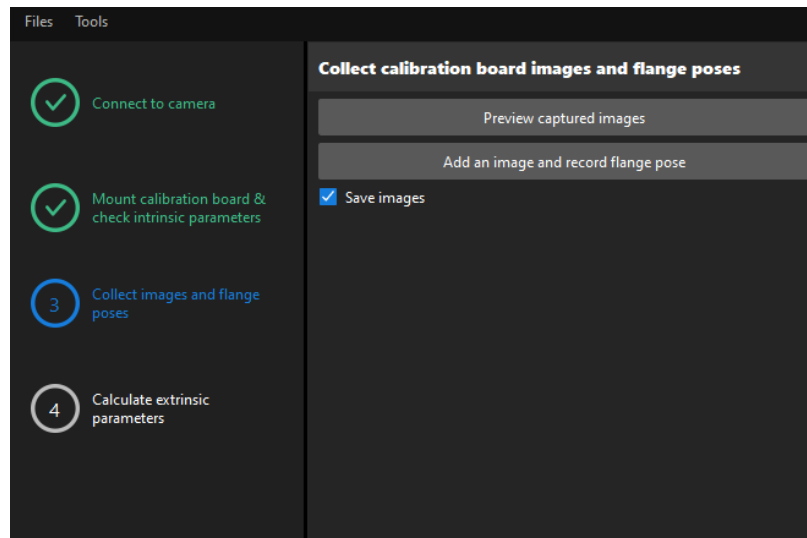 Files Tools
Connect to camera
Mount calibration board &
check intrinsic parameters
3
Collect images and flange
poses
4
Calculate extrinsic
parameters
Collect calibration board images and flange poses
Preview captured images
Add an image and record flange pose
Save images